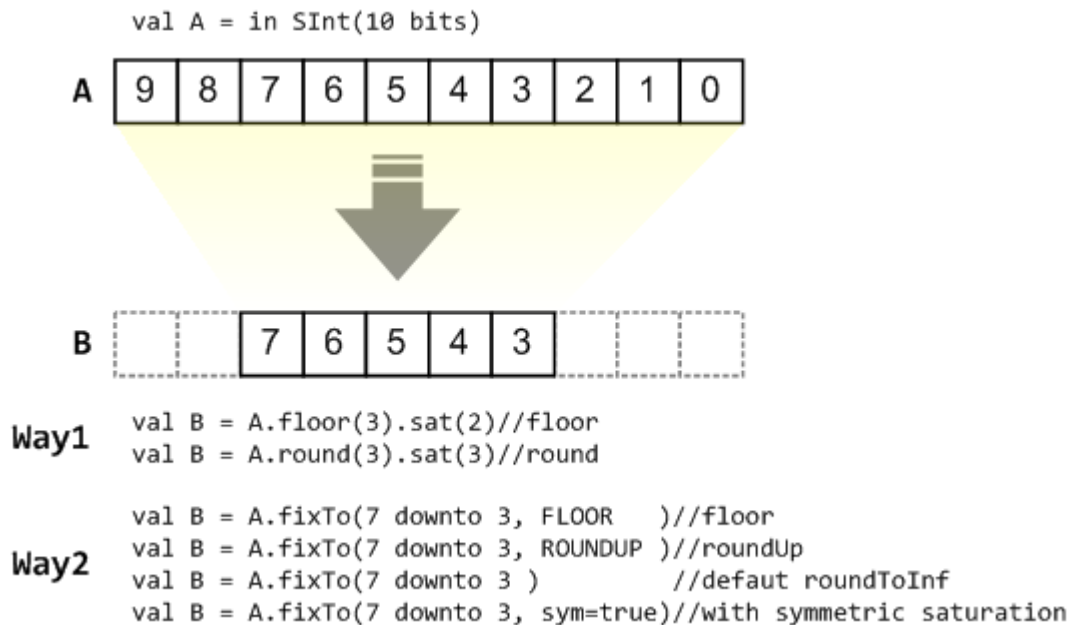 val A = in SInt(10 bits)
A 9 8 7 6 5 4 3 2 1 0
B 7 6 5 4 3
Way1
val B = A.floor(3).sat(2)//floor
val B = A.round(3).sat(3)//round
Way2
val B = A.fixTo(7 downto 3, FLOOR   )//floor
val B = A.fixTo(7 downto 3, ROUNDUP )//roundUp
val B = A.fixTo(7 downto 3 )         //defaut roundToInf
val B = A.fixTo(7 downto 3, sym=true)//with symmetric saturation